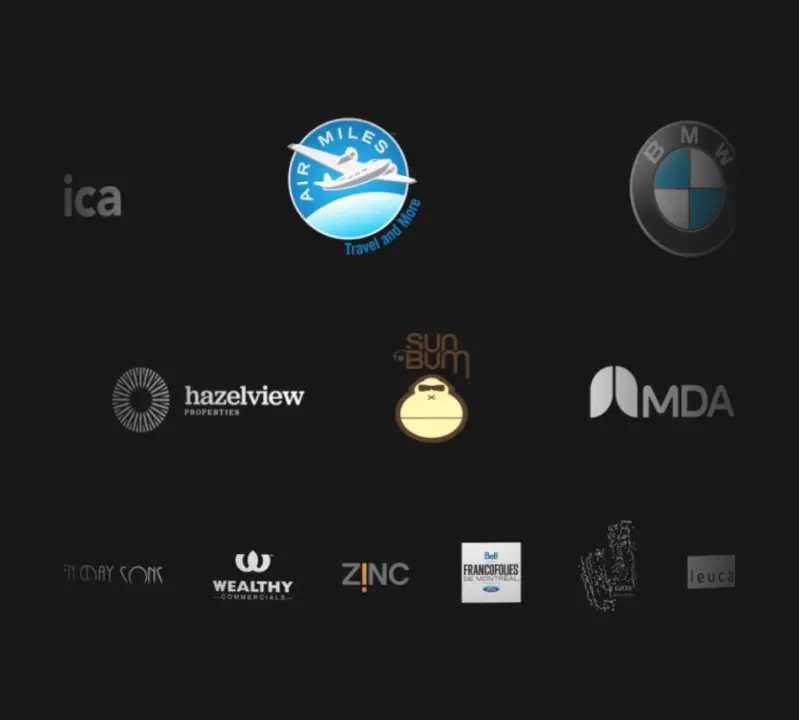 ica
AIR MILES
Travel and More
BMW
hazelview
PROPERTIES
SUN
BUM
MDA
WEALTHY
COMMERCIALS
Z!NC
Bell
FRANCOFOLIES
DE MONTRÉAL
Ford
leuca